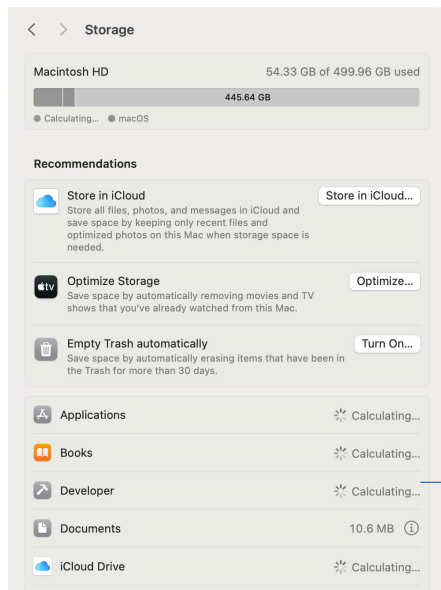 Storage
Macintosh HD 54.33 GB of 499.96 GB used
445.64 GB
Calculating... macOS
Recommendations
Store in iCloud Store in iCloud...
Store all files, photos, and messages in iCloud and
save space by keeping only recent files and
optimized photos on this Mac when storage space is
needed.
tv
Optimize Storage Optimize...
Save space by automatically removing movies and TV
shows that you've already watched from this Mac.
Empty Trash automatically Turn On...
Save space by automatically erasing items that have been in
the Trash for more than 30 days.
Applications Calculating...
Books Calculating...
Developer Calculating...
Documents 10.6 MB
iCloud Drive Calculating...